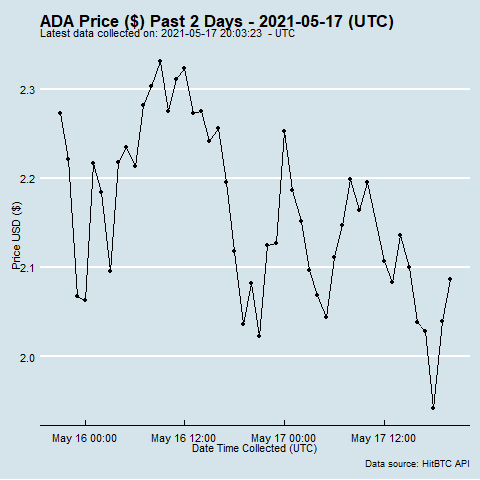 ADA Price ($) Past 2 Days - 2021-05-17 (UTC)
Latest data collected on: 2021-05-17 20:03:23  - UTC
2.3
2.2
2.1
2.0
Price USD ($)
May 16 00:00
May 16 12:00
May 17 00:00
May 17 12:00
Date Time Collected (UTC)
Data source: HitBTC API